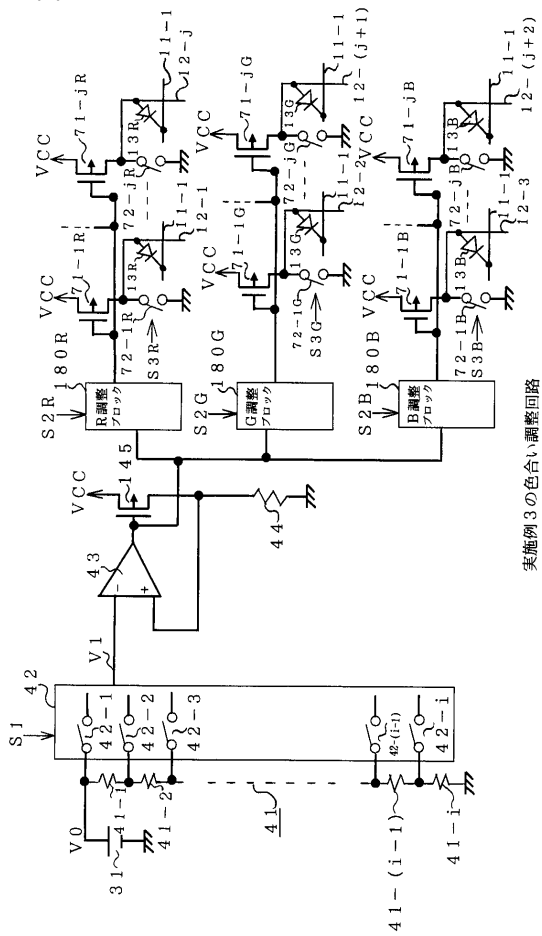 S1
42
V0
V1
31
42-1
42-2
42-3
42-(i-1)
42-i
41-1
41-2
41
41-(i-1)
41-i
43
-
+
VCC
145
44
S2R
180R
R調整
ブロック
S2G
180G
G調整
ブロック
S2B
180B
B調整
ブロック
VCC
71-1R
13R
72-1R
S3R
11-1
12-1
VCC
71-jR
13R
72-jR
11-1
12-j
VCC
71-1G
13G
72-1G
S3G
11-1
12-2
VCC
71-jG
13G
72-jG
11-1
12-(j+1)
VCC
71-1B
13B
72-1B
S3B
11-1
12-3
VCC
71-jB
13B
72-jB
11-1
12-(j+2)
実施例3の色合い調整回路